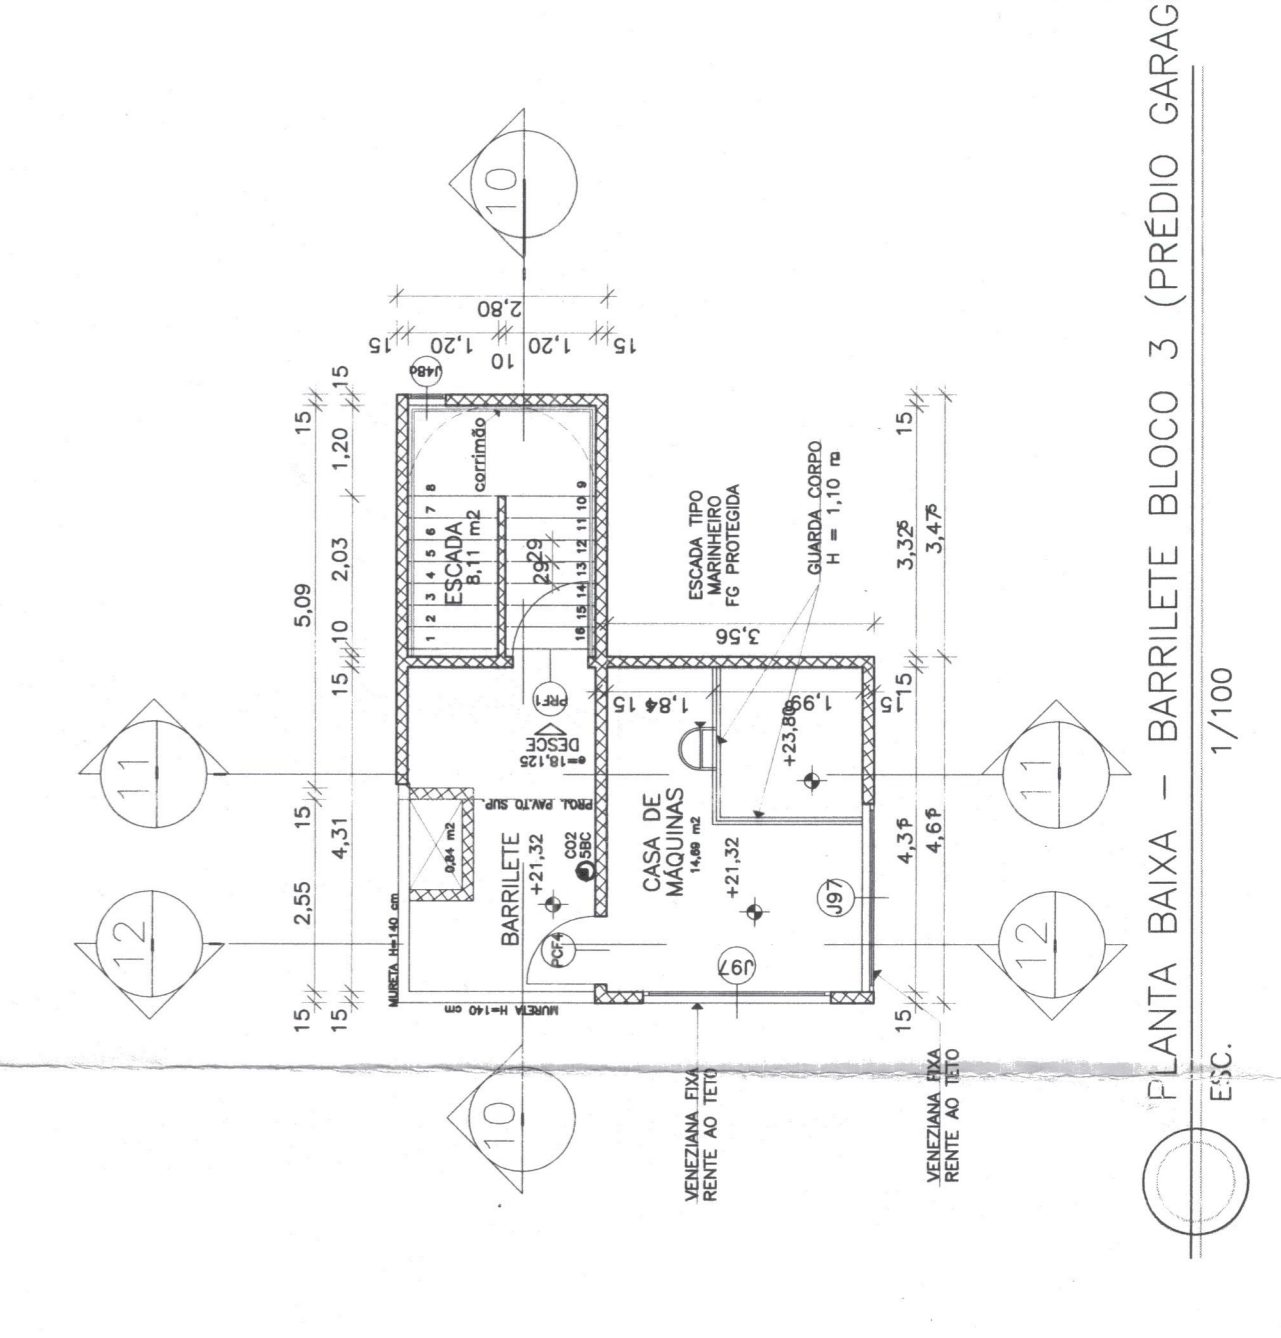 10
15
1,20
10
1,20
15
2,80
J48d
15
5,09
15
2,55
15
15
1,20
2,03
10
15
4,31
15
corrimão
ESCADA
8,11 m2
1
2
3
4
5
6
7
8
9
10
11
12
13
14
15
16
29
29
PRF1
DESCE
e=18,125
PROJ. PAV.TO SUP.
0,84 m2
BARRILETE
+21,32
CO2
5BC
PCF4
MURETA H=140 cm
MURETA H=140 cm
CASA DE
MÁQUINAS
14,69 m2
+21,32
+23,80
3,56
15
1,84
1,99
15
ESCADA TIPO
MARINHEIRO
FG PROTEGIDA
GUARDA CORPO
H = 1,10 m
J97
J97
VENEZIANA FIXA
RENTE AO TETO
VENEZIANA FIXA
RENTE AO TETO
15
3,325
15
4,315
15
3,475
4,615
11
12
11
12
10
PLANTA BAIXA – BARRILETE BLOCO 3 (PRÉDIO GARAG
ESC. 1/100